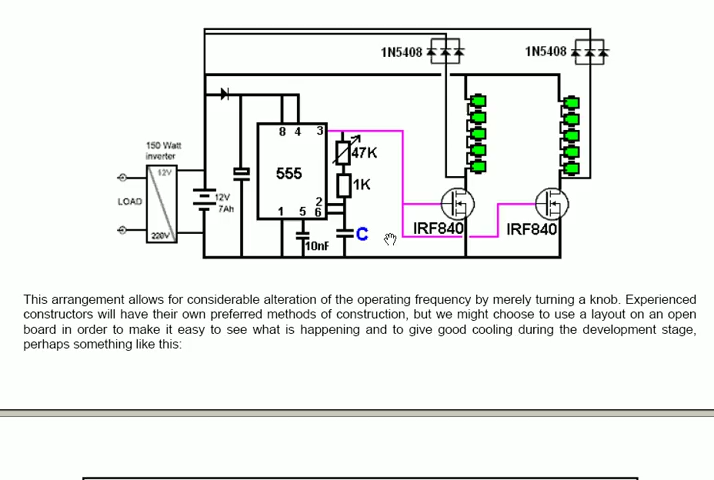 1N5408
1N5408
8 4 3
150 Watt
inverter
47K
12V
555
1K
LOAD
12V
7Ah
2
1 5 6
C
220V
10nF
IRF840
IRF840
This arrangement allows for considerable alteration of the operating frequency by merely turning a knob. Experienced
constructors will have their own preferred methods of construction, but we might choose to use a layout on an open
board in order to make it easy to see what is happening and to give good cooling during the development stage,
perhaps something like this: